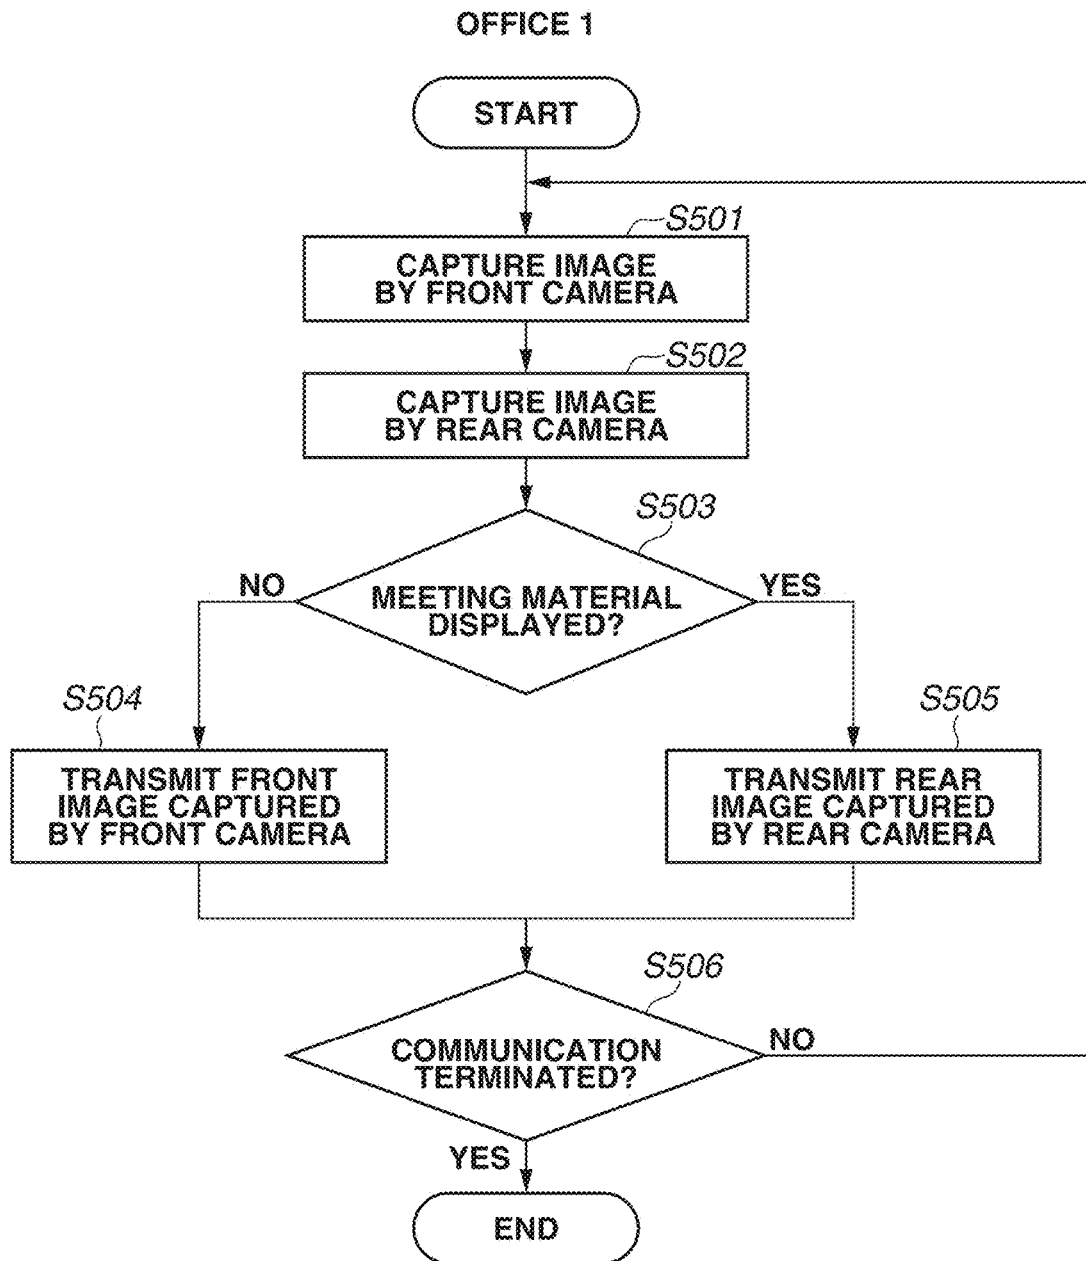 OFFICE 1
START
S501
CAPTURE IMAGE
BY FRONT CAMERA
S502
CAPTURE IMAGE
BY REAR CAMERA
S503
NO
YES
MEETING MATERIAL
DISPLAYED?
S504
TRANSMIT FRONT
IMAGE CAPTURED
BY FRONT CAMERA
S505
TRANSMIT REAR
IMAGE CAPTURED
BY REAR CAMERA
S506
COMMUNICATION
TERMINATED?
NO
YES
END